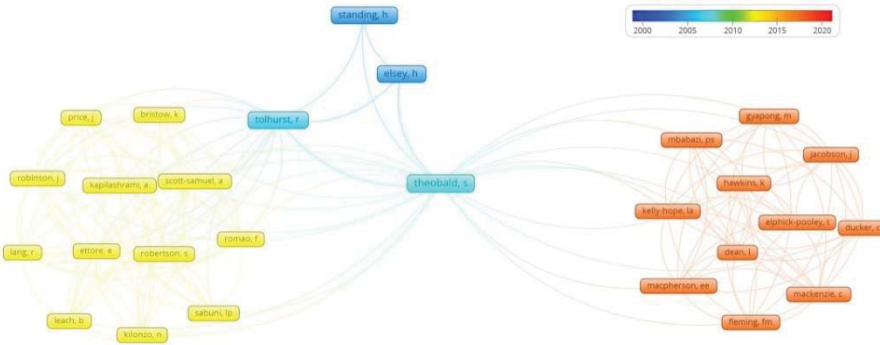 standing, h
2000 2005 2010 2015 2020
elsey, h
price, j
bristow, k
tolhurst, r
gyapong, m
mbabazi, ps
jacobson, j
robinson, j
kapilashrami, a
scott-samuel, a
theobald, s
hawkins, k
kelly-hope, la
elphick-pooley, t
ducker, c
romao, f
lang, r
ettore, e
robertson, s
dean, l
macpherson, ee
mackenzie, c
sabuni, lp
leach, b
kilonzo, n
fleming, fm